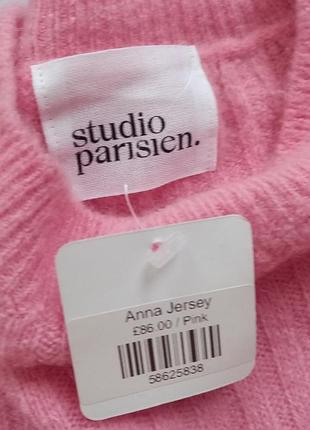 studio
parisien.
Anna Jersey
£86.00 / Pink
58625838